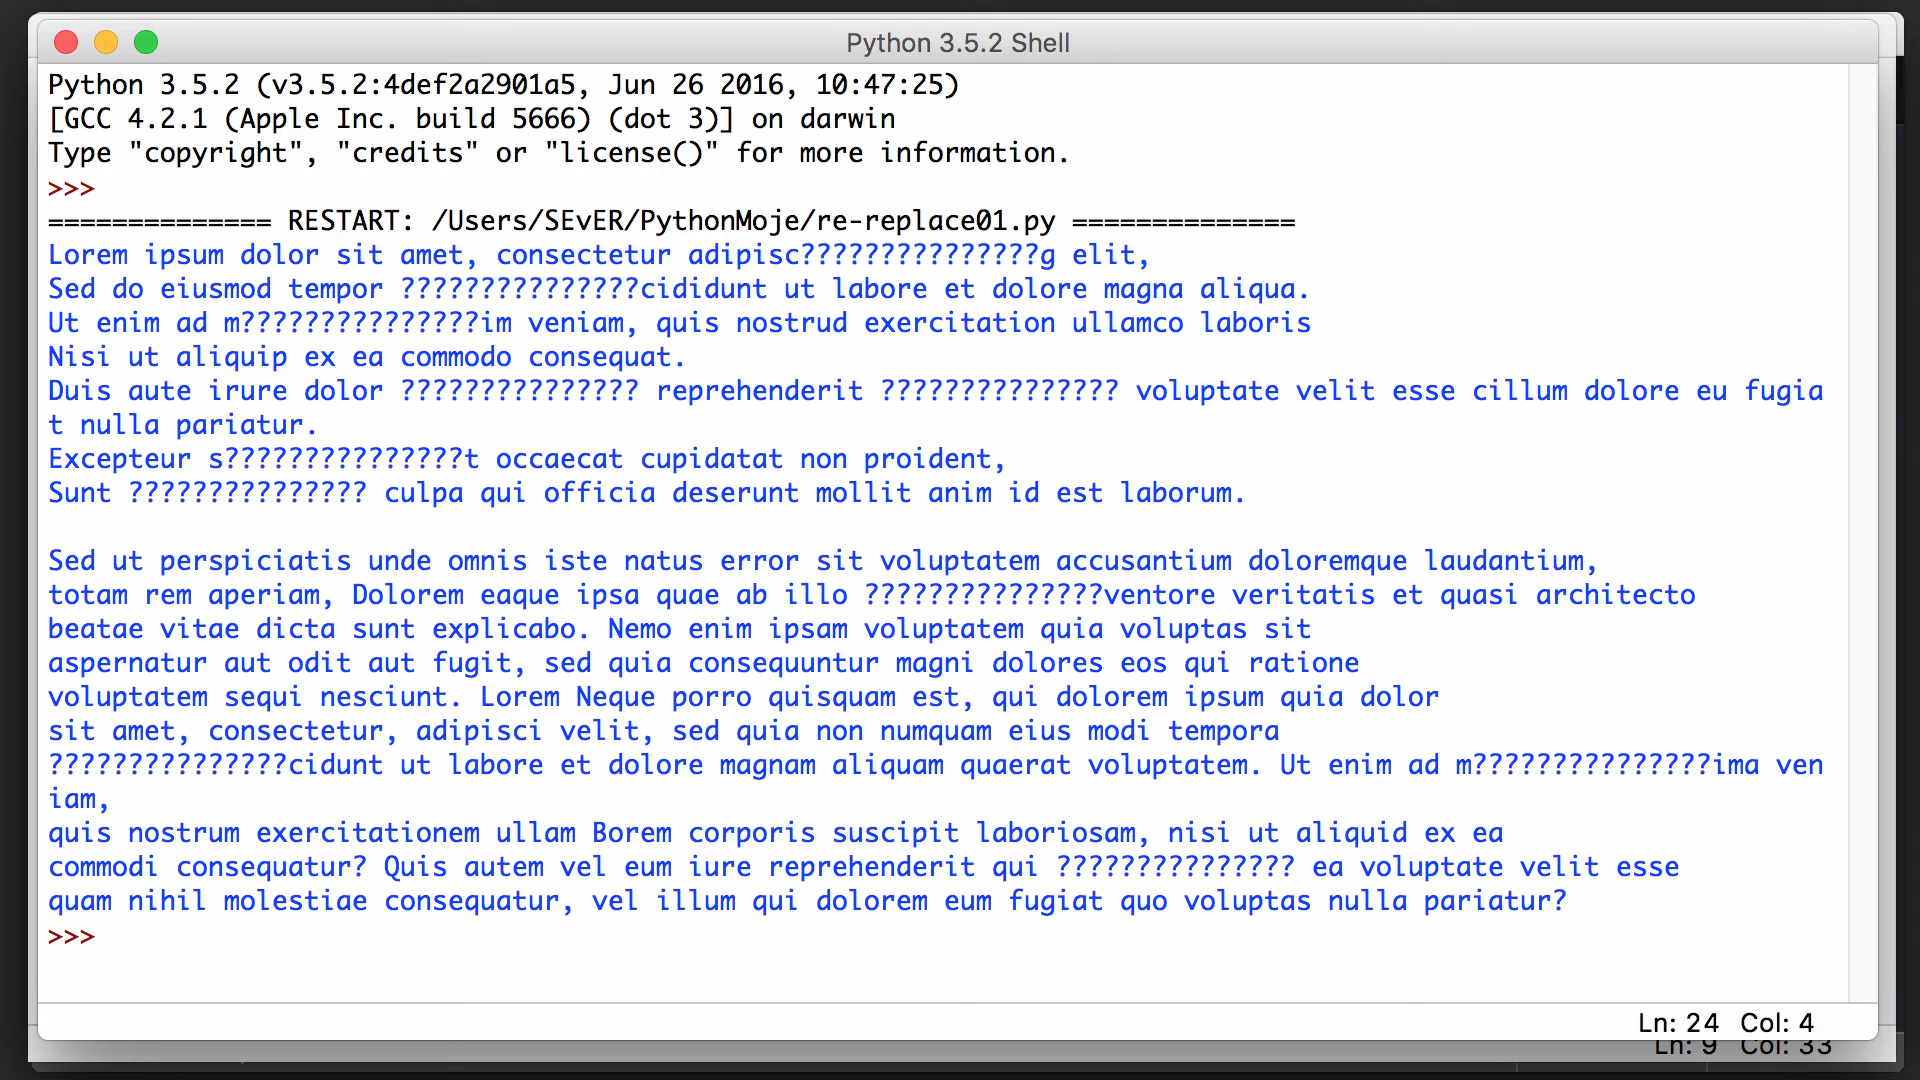 Python 3.5.2 Shell
Python 3.5.2 (v3.5.2:4def2a2901a5, Jun 26 2016, 10:47:25)
[GCC 4.2.1 (Apple Inc. build 5666) (dot 3)] on darwin
Type "copyright", "credits" or "license()" for more information.
>>>
============== RESTART: /Users/SEvER/PythonMoje/re-replace01.py ==============
Lorem ipsum dolor sit amet, consectetur adipisc???????????????g elit,
Sed do eiusmod tempor ???????????????cididunt ut labore et dolore magna aliqua.
Ut enim ad m???????????????im veniam, quis nostrud exercitation ullamco laboris
Nisi ut aliquip ex ea commodo consequat.
Duis aute irure dolor ??????????????? reprehenderit ??????????????? voluptate velit esse cillum dolore eu fugia
t nulla pariatur.
Excepteur s???????????????t occaecat cupidatat non proident,
Sunt ??????????????? culpa qui officia deserunt mollit anim id est laborum.

Sed ut perspiciatis unde omnis iste natus error sit voluptatem accusantium doloremque laudantium,
totam rem aperiam, Dolorem eaque ipsa quae ab illo ???????????????ventore veritatis et quasi architecto
beatae vitae dicta sunt explicabo. Nemo enim ipsam voluptatem quia voluptas sit
aspernatur aut odit aut fugit, sed quia consequuntur magni dolores eos qui ratione
voluptatem sequi nesciunt. Lorem Neque porro quisquam est, qui dolorem ipsum quia dolor
sit amet, consectetur, adipisci velit, sed quia non numquam eius modi tempora
???????????????cidunt ut labore et dolore magnam aliquam quaerat voluptatem. Ut enim ad m???????????????ima ven
iam,
quis nostrum exercitationem ullam Borem corporis suscipit laboriosam, nisi ut aliquid ex ea
commodi consequatur? Quis autem vel eum iure reprehenderit qui ??????????????? ea voluptate velit esse
quam nihil molestiae consequatur, vel illum qui dolorem eum fugiat quo voluptas nulla pariatur?
>>>
Ln: 24 Col: 4
Ln: 9 Col: 33